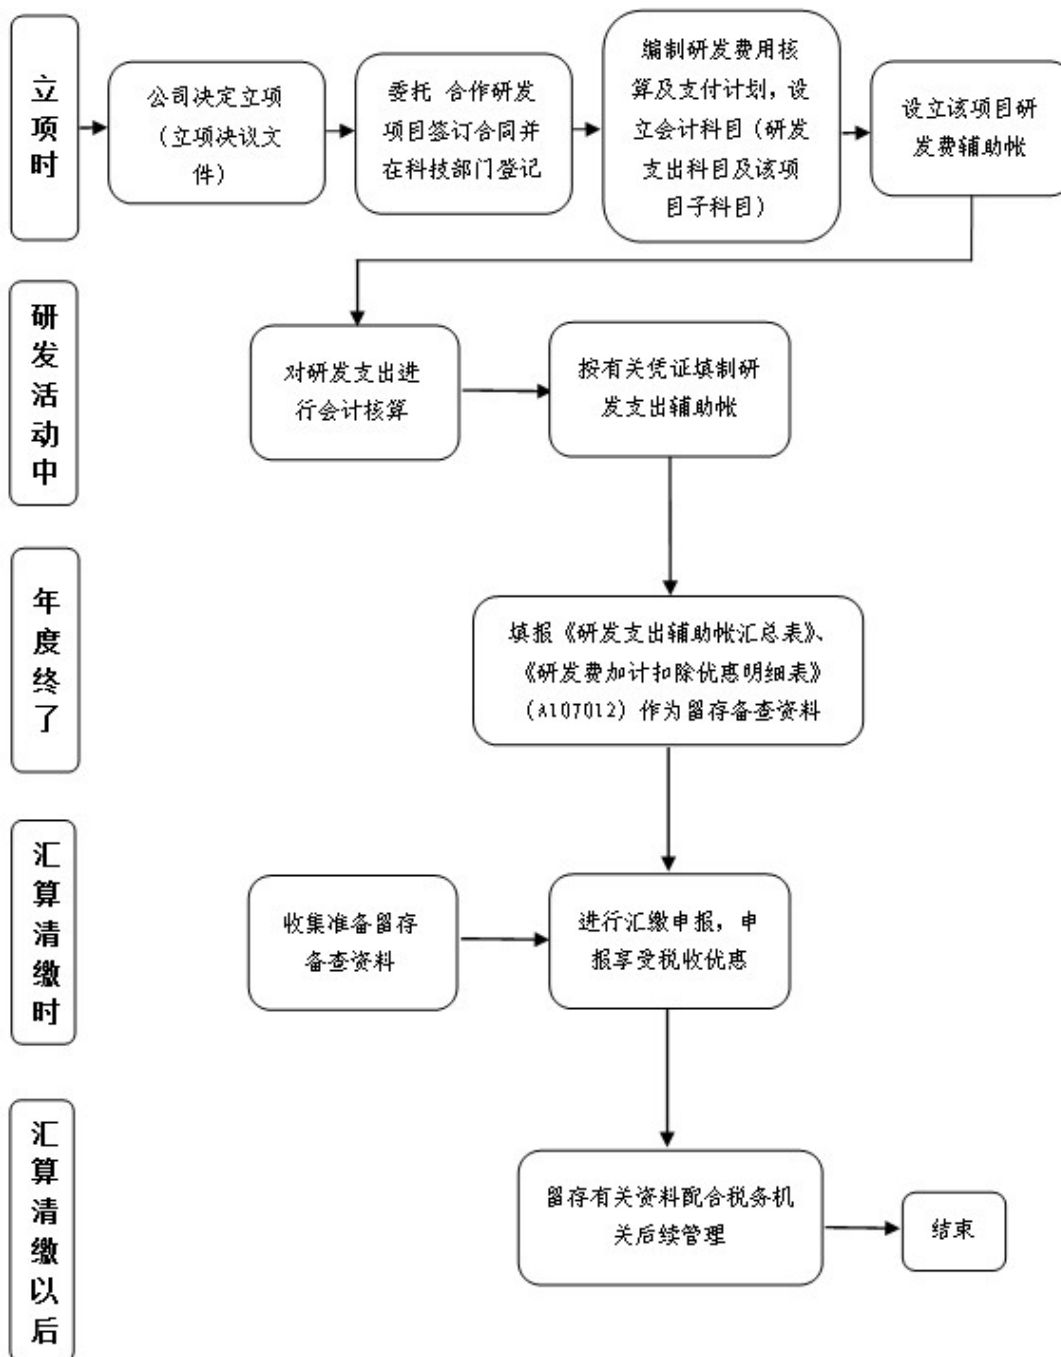 立项时
公司决定立项
（立项决议文
件）
委托 合作研发
项目签订合同并
在科技部门登记
编制研发费用核
算及支付计划，设
立会计科目（研发
支出科目及该项
目子科目）
设立该项目研
发费辅助帐
研发活动中
对研发支出进
行会计核算
按有关凭证填制研
发支出辅助帐
年度终了
填报《研发支出辅助帐汇总表》、
《研发费加计扣除优惠明细表》
（A107012）作为留存备查资料
汇算清缴时
收集准备留存
备查资料
进行汇缴申报，申
报享受税收优惠
汇算清缴以后
留存有关资料配合税务机
关后续管理
结束